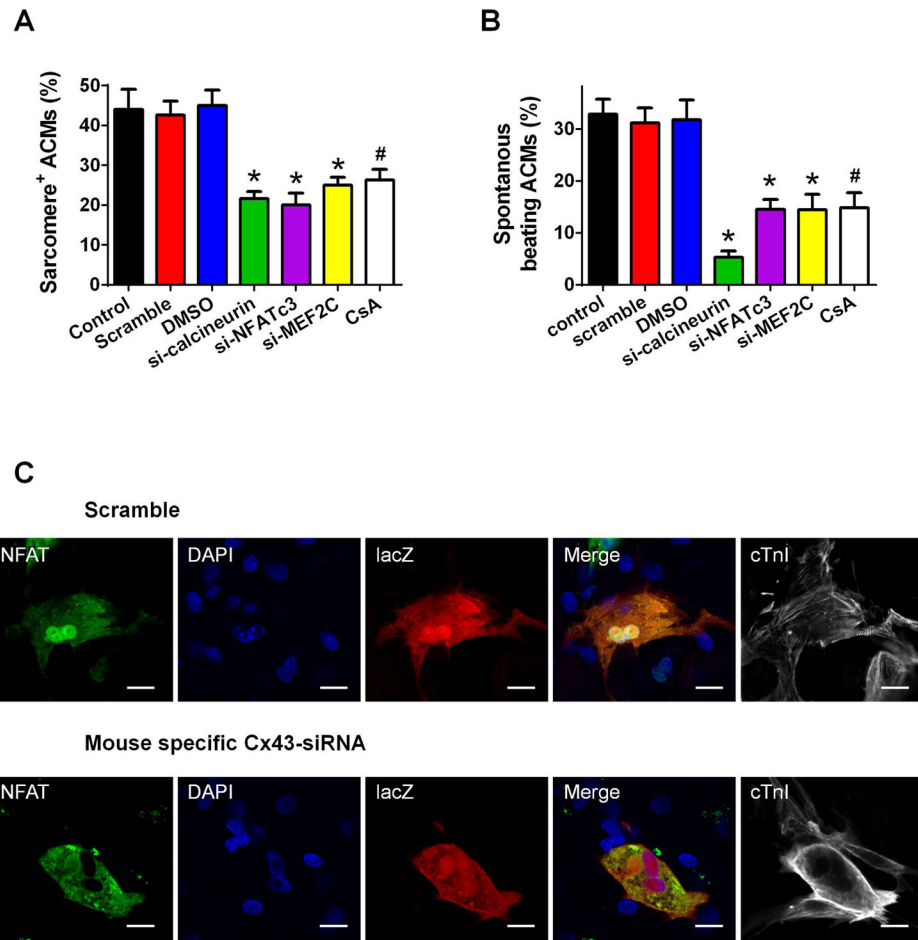 A
Sarcomere+ ACMs (%)
50
40
30
20
10
0
Control
Scramble
DMSO
si-calcineurin
si-NFATc3
si-MEF2C
CsA
*
*
*
#
B
Spontanous
beating ACMs (%)
30
20
10
0
control
scramble
DMSO
si-calcineurin
si-NFATc3
si-MEF2C
CsA
*
*
*
#
C
Scramble
NFAT
DAPI
lacZ
Merge
cTnI
Mouse specific Cx43-siRNA
NFAT
DAPI
lacZ
Merge
cTnI